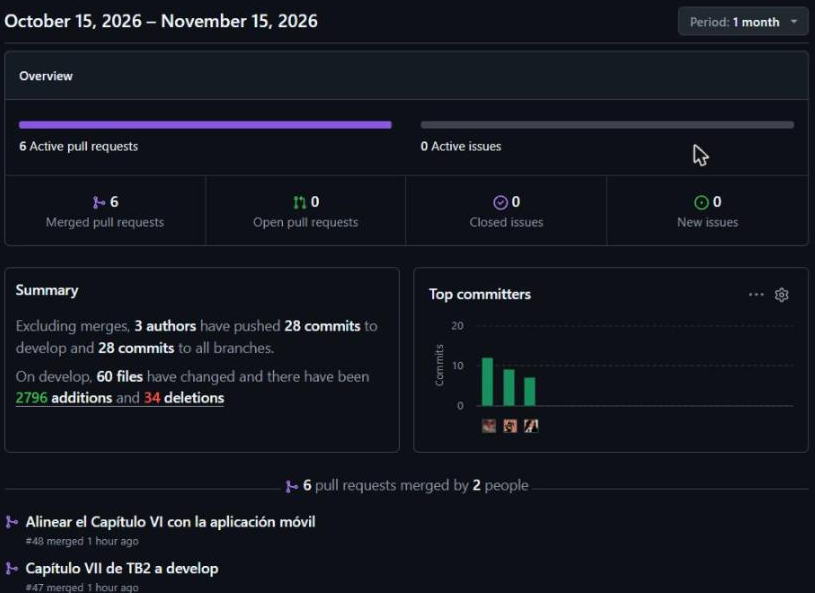 October 15, 2026 – November 15, 2026
Period: 1 month
Overview
6 Active pull requests
0 Active issues
6
Merged pull requests
0
Open pull requests
0
Closed issues
0
New issues
Summary
Excluding merges, 3 authors have pushed 28 commits to
develop and 28 commits to all branches.
On develop, 60 files have changed and there have been
2796 additions and 34 deletions
Top committers
Commits
20
10
0
6 pull requests merged by 2 people
Alinear el Capítulo VI con la aplicación móvil
#48 merged 1 hour ago
Capítulo VII de TB2 a develop
#47 merged 1 hour ago